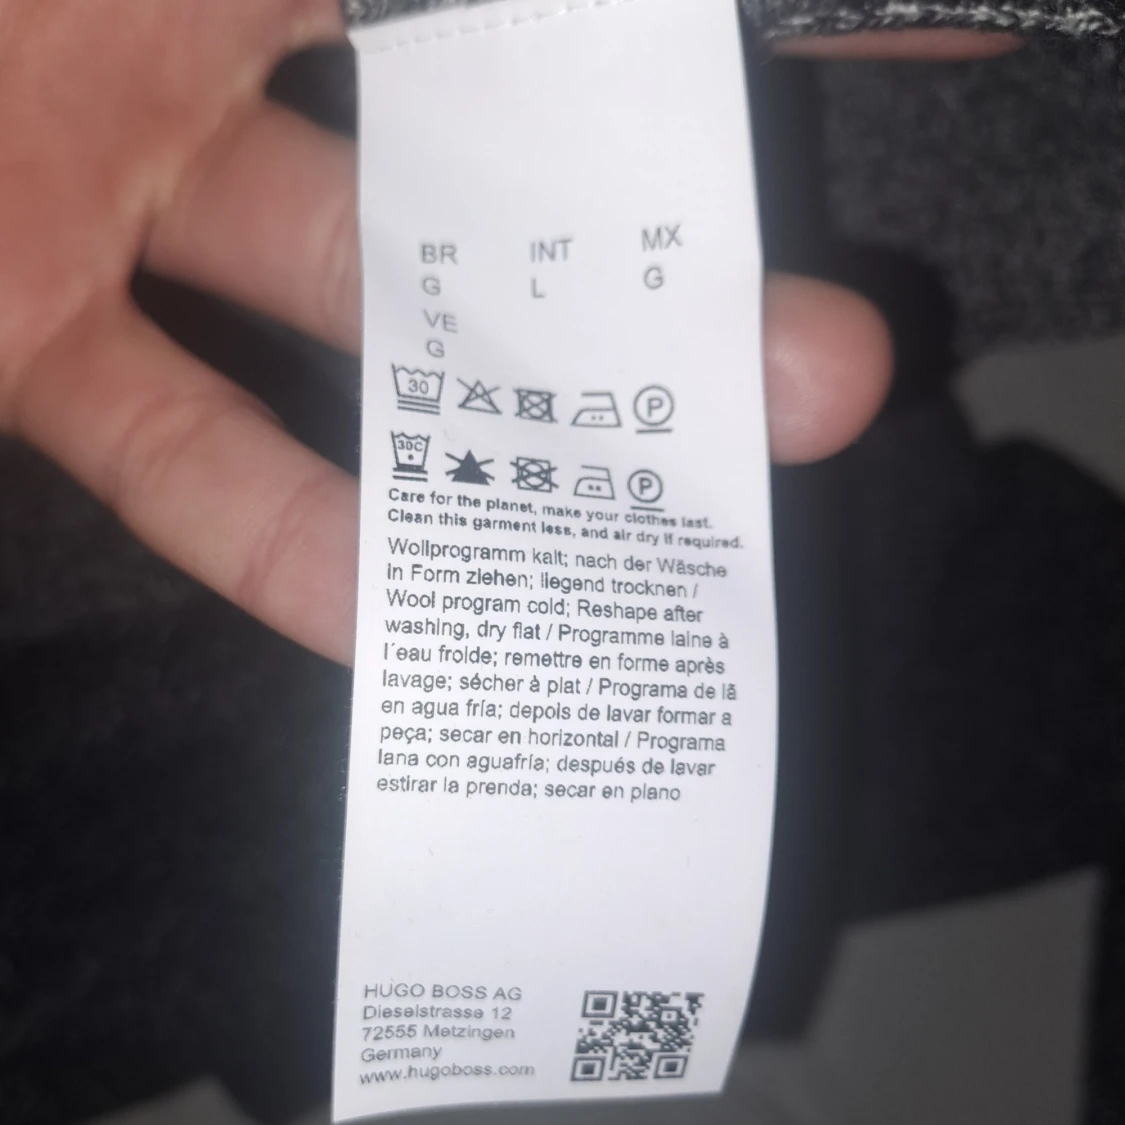 BR INT MX
G L G
VE
G
30 P
30C P
Care for the planet, make your clothes last.
Clean this garment less, and air dry if required.
Wollprogramm kalt; nach der Wäsche
in Form ziehen; liegend trocknen /
Wool program cold; Reshape after
washing, dry flat / Programme laine à
l´eau froide; remettre en forme après
lavage; sécher à plat / Programa de lã
en agua fría; depois de lavar formar a
peça; secar en horizontal / Programa
lana con aguafría; después de lavar
estirar la prenda; secar en plano
HUGO BOSS AG
Dieselstrasse 12
72555 Metzingen
Germany
www.hugoboss.com